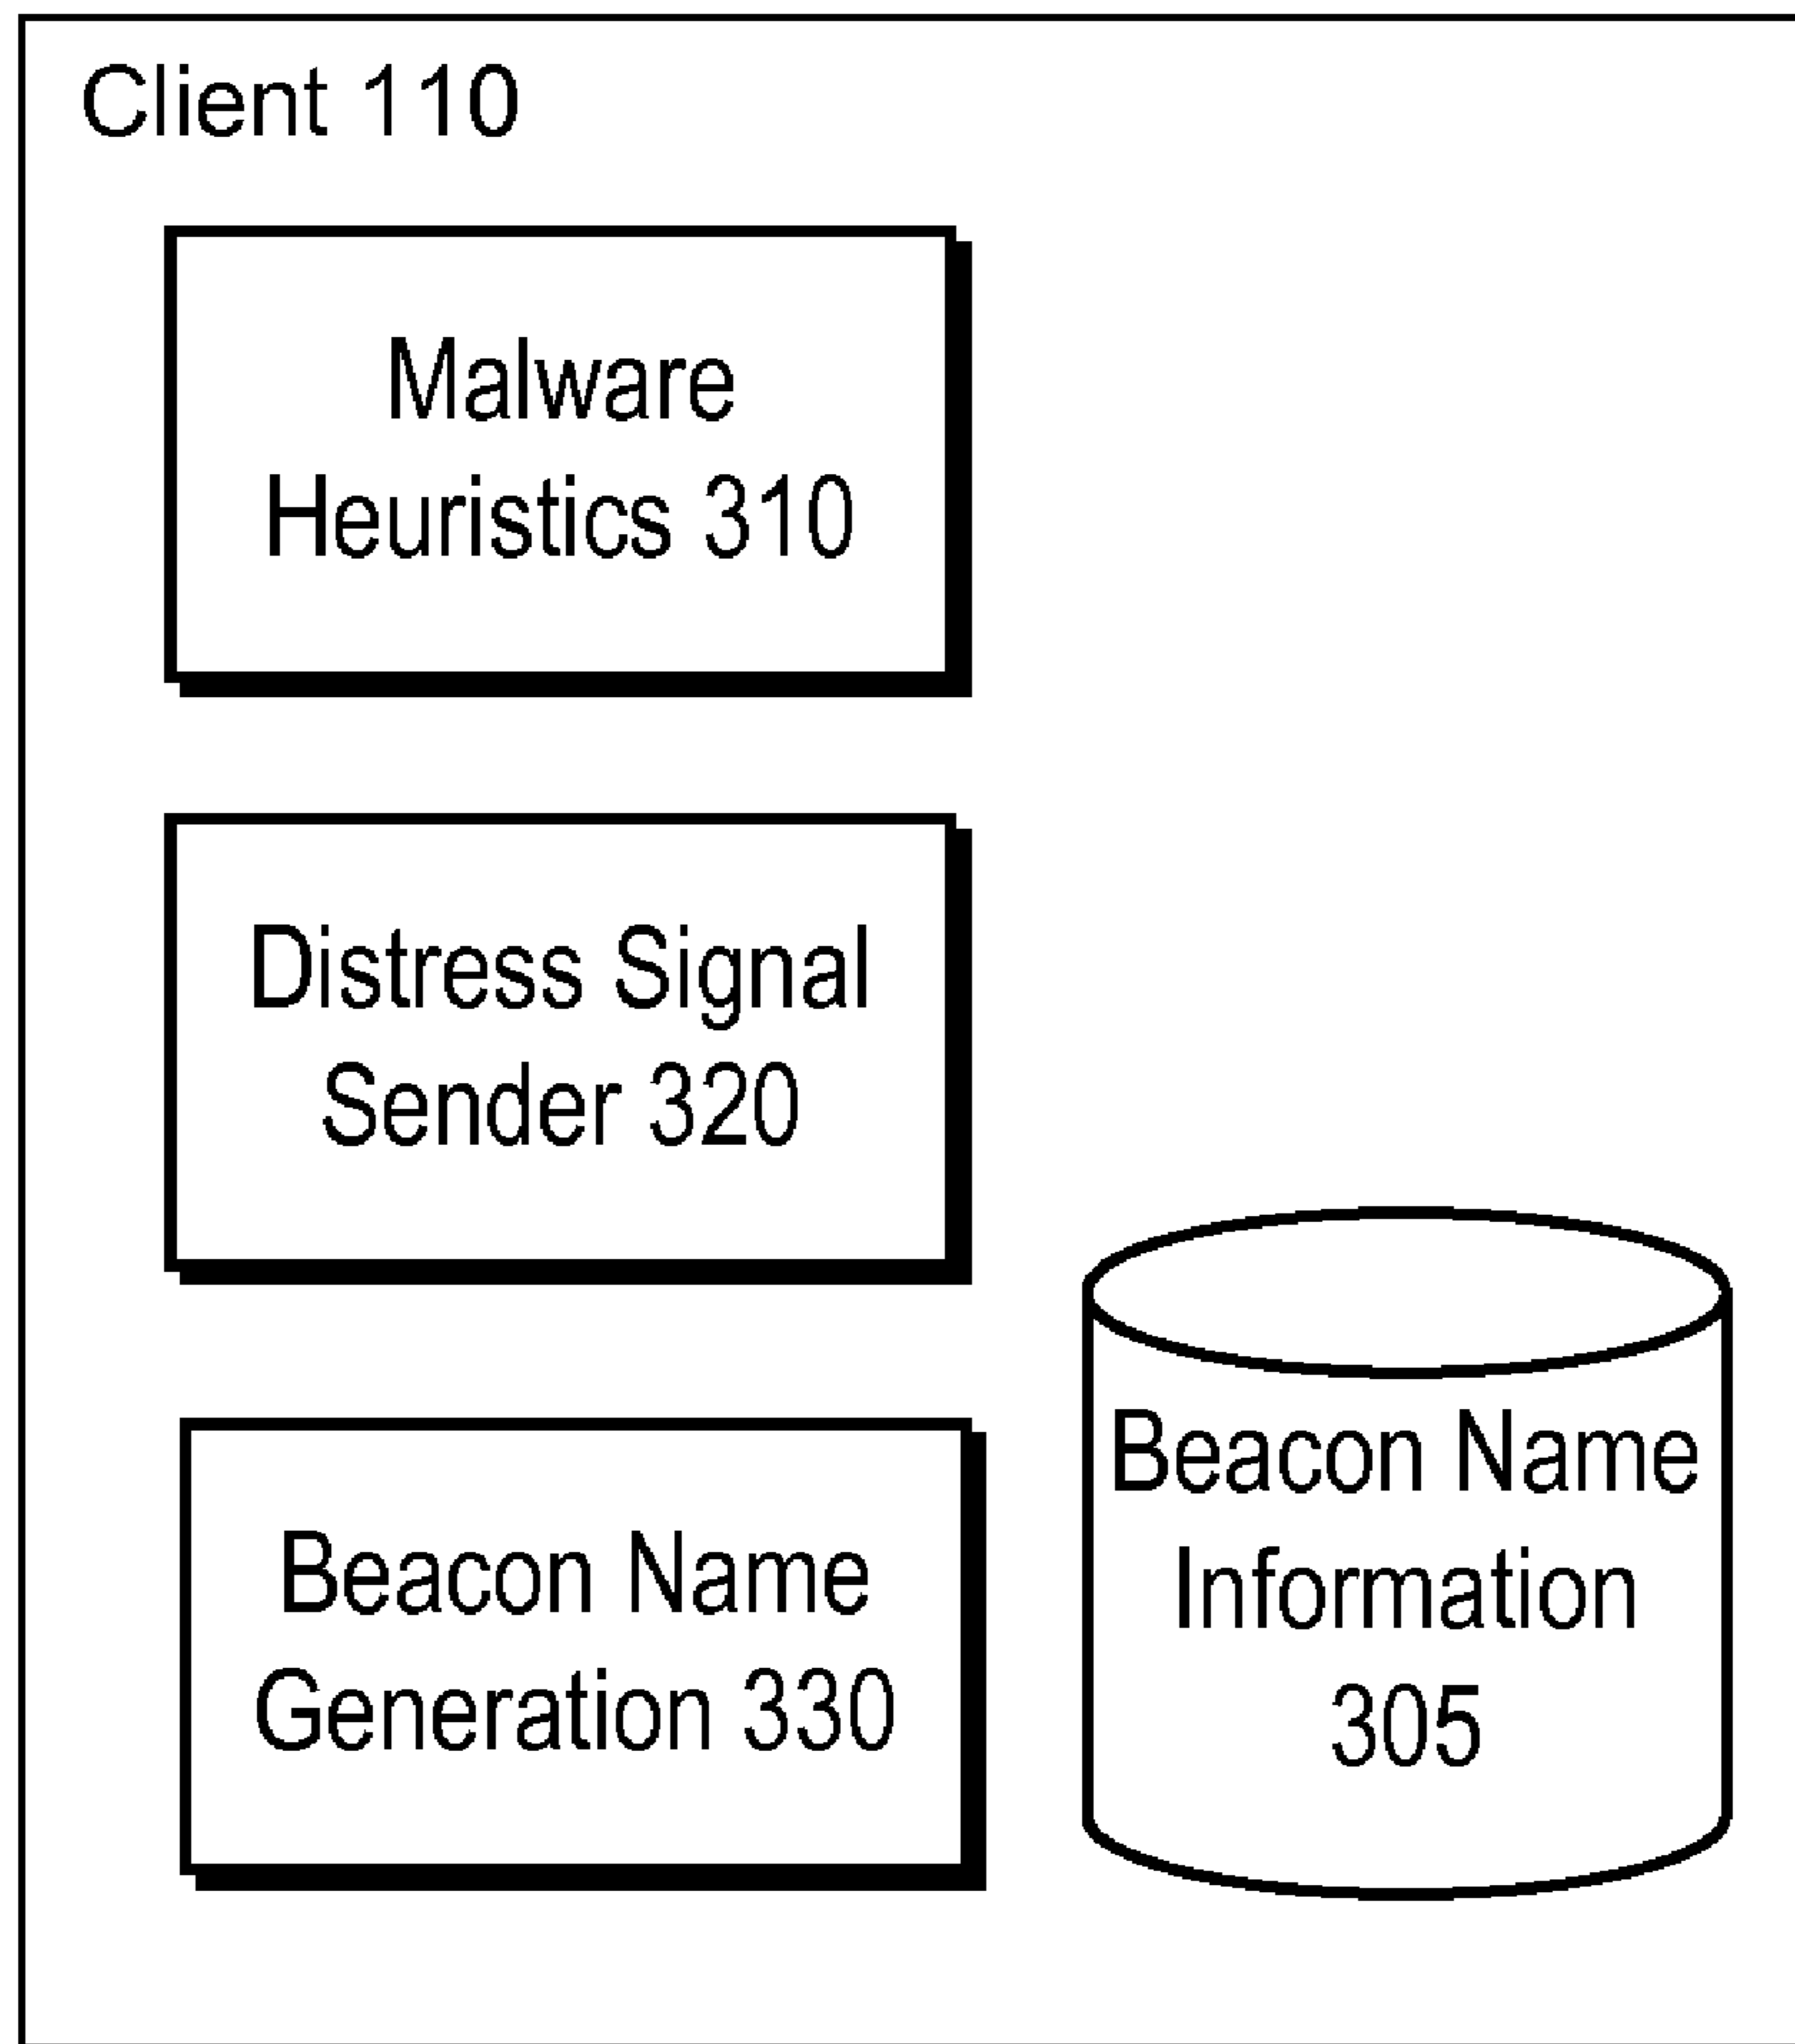 Client 110
Malware
Heuristics 310
Distress Signal
Sender 320
Beacon Name
Generation 330
Beacon Name
Information
305